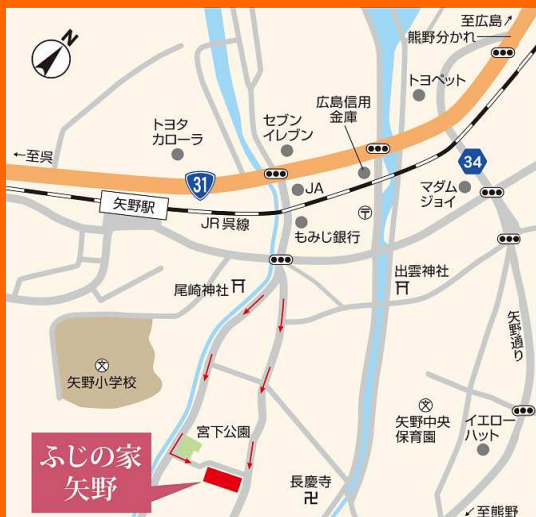 N
至広島
熊野分かれ
トヨペット
広島信用
金庫
セブン
イレブン
トヨタ
カローラ
←至呉
31
34
JA
マダム
ジョイ
矢野駅
JR呉線
もみじ銀行
〒
尾崎神社
出雲神社
矢野通り
文
矢野小学校
宮下公園
文
矢野中央
保育園
イエロー
ハット
ふじの家
矢野
長慶寺
卍
至熊野